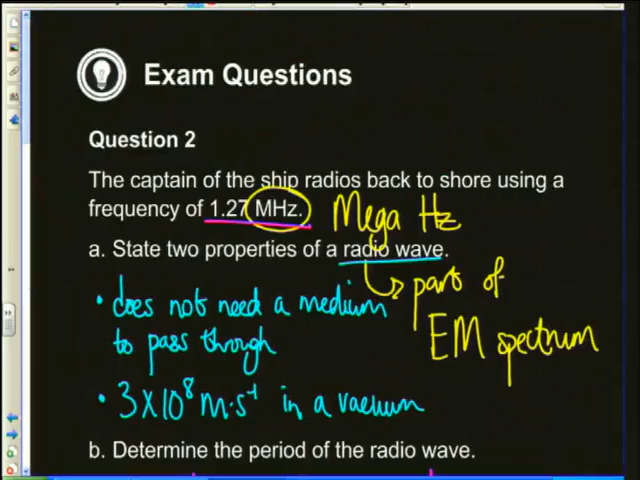 Exam Questions
Question 2
The captain of the ship radios back to shore using a
frequency of 1.27 MHz. Mega Hz
a. State two properties of a radio wave.
part of
EM spectrum
• does not need a medium
to pass through
• 3×10⁸ m·s⁻¹ in a vacuum
b. Determine the period of the radio wave.